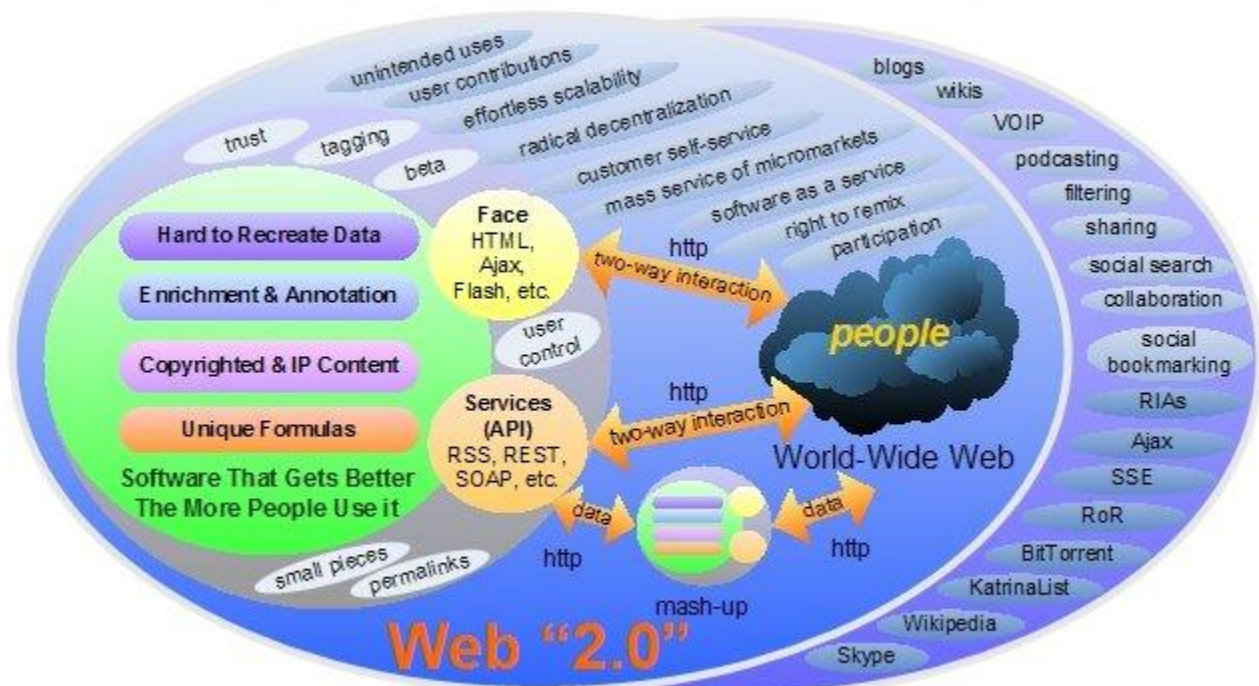 unintended uses
user contributions
effortless scalability
radical decentralization
customer self-service
mass service of micromarkets
software as a service
right to remix
participation
trust
tagging
beta
Hard to Recreate Data
Enrichment & Annotation
Copyrighted & IP Content
Unique Formulas
Software That Gets Better
The More People Use it
Face
HTML,
Ajax,
Flash, etc.
user
control
Services
(API)
RSS, REST,
SOAP, etc.
small pieces
permalinks
http
two-way interaction
http
two-way interaction
people
World-Wide Web
data
http
mash-up
data
http
Web “2.0”
blogs
wikis
VOIP
podcasting
filtering
sharing
social search
collaboration
social
bookmarking
RIAs
Ajax
SSE
RoR
BitTorrent
KatrinaList
Wikipedia
Skype